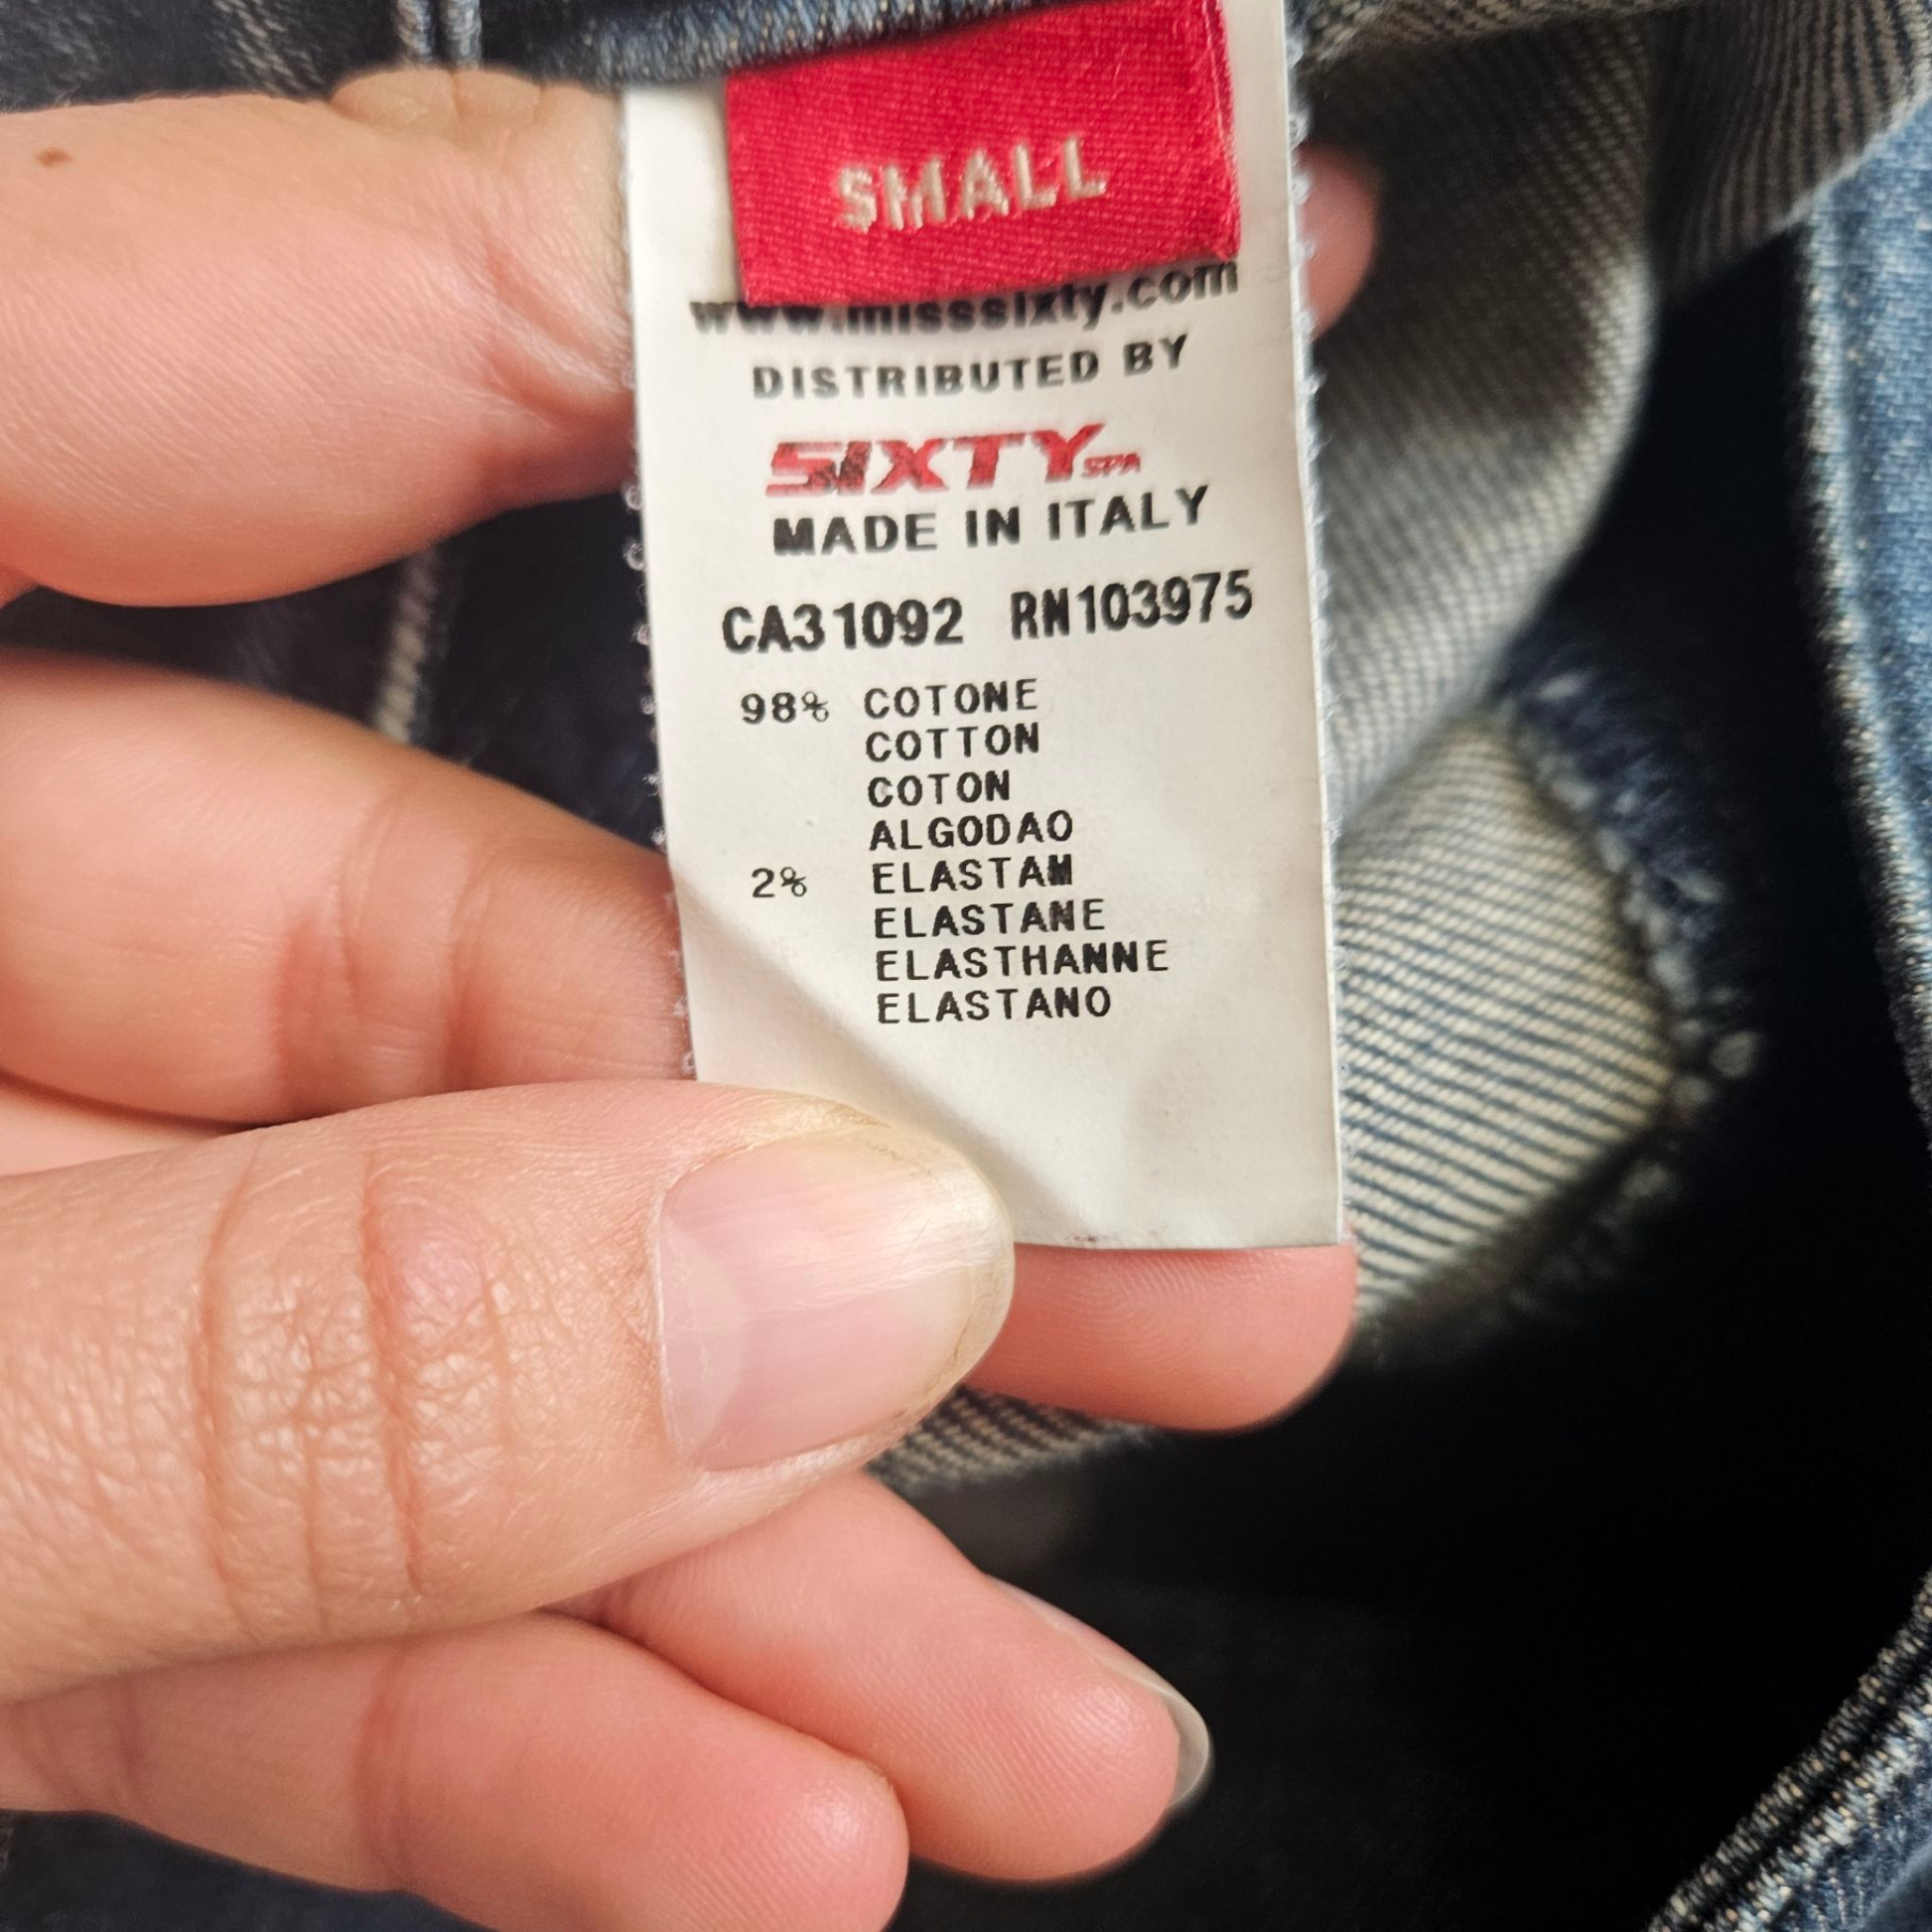 SMALL
www.misssixty.com
DISTRIBUTED BY
SIXTY SPA
MADE IN ITALY
CA31092 RN103975
98% COTONE
COTTON
COTON
ALGODAO
2% ELASTAM
ELASTANE
ELASTHANNE
ELASTANO